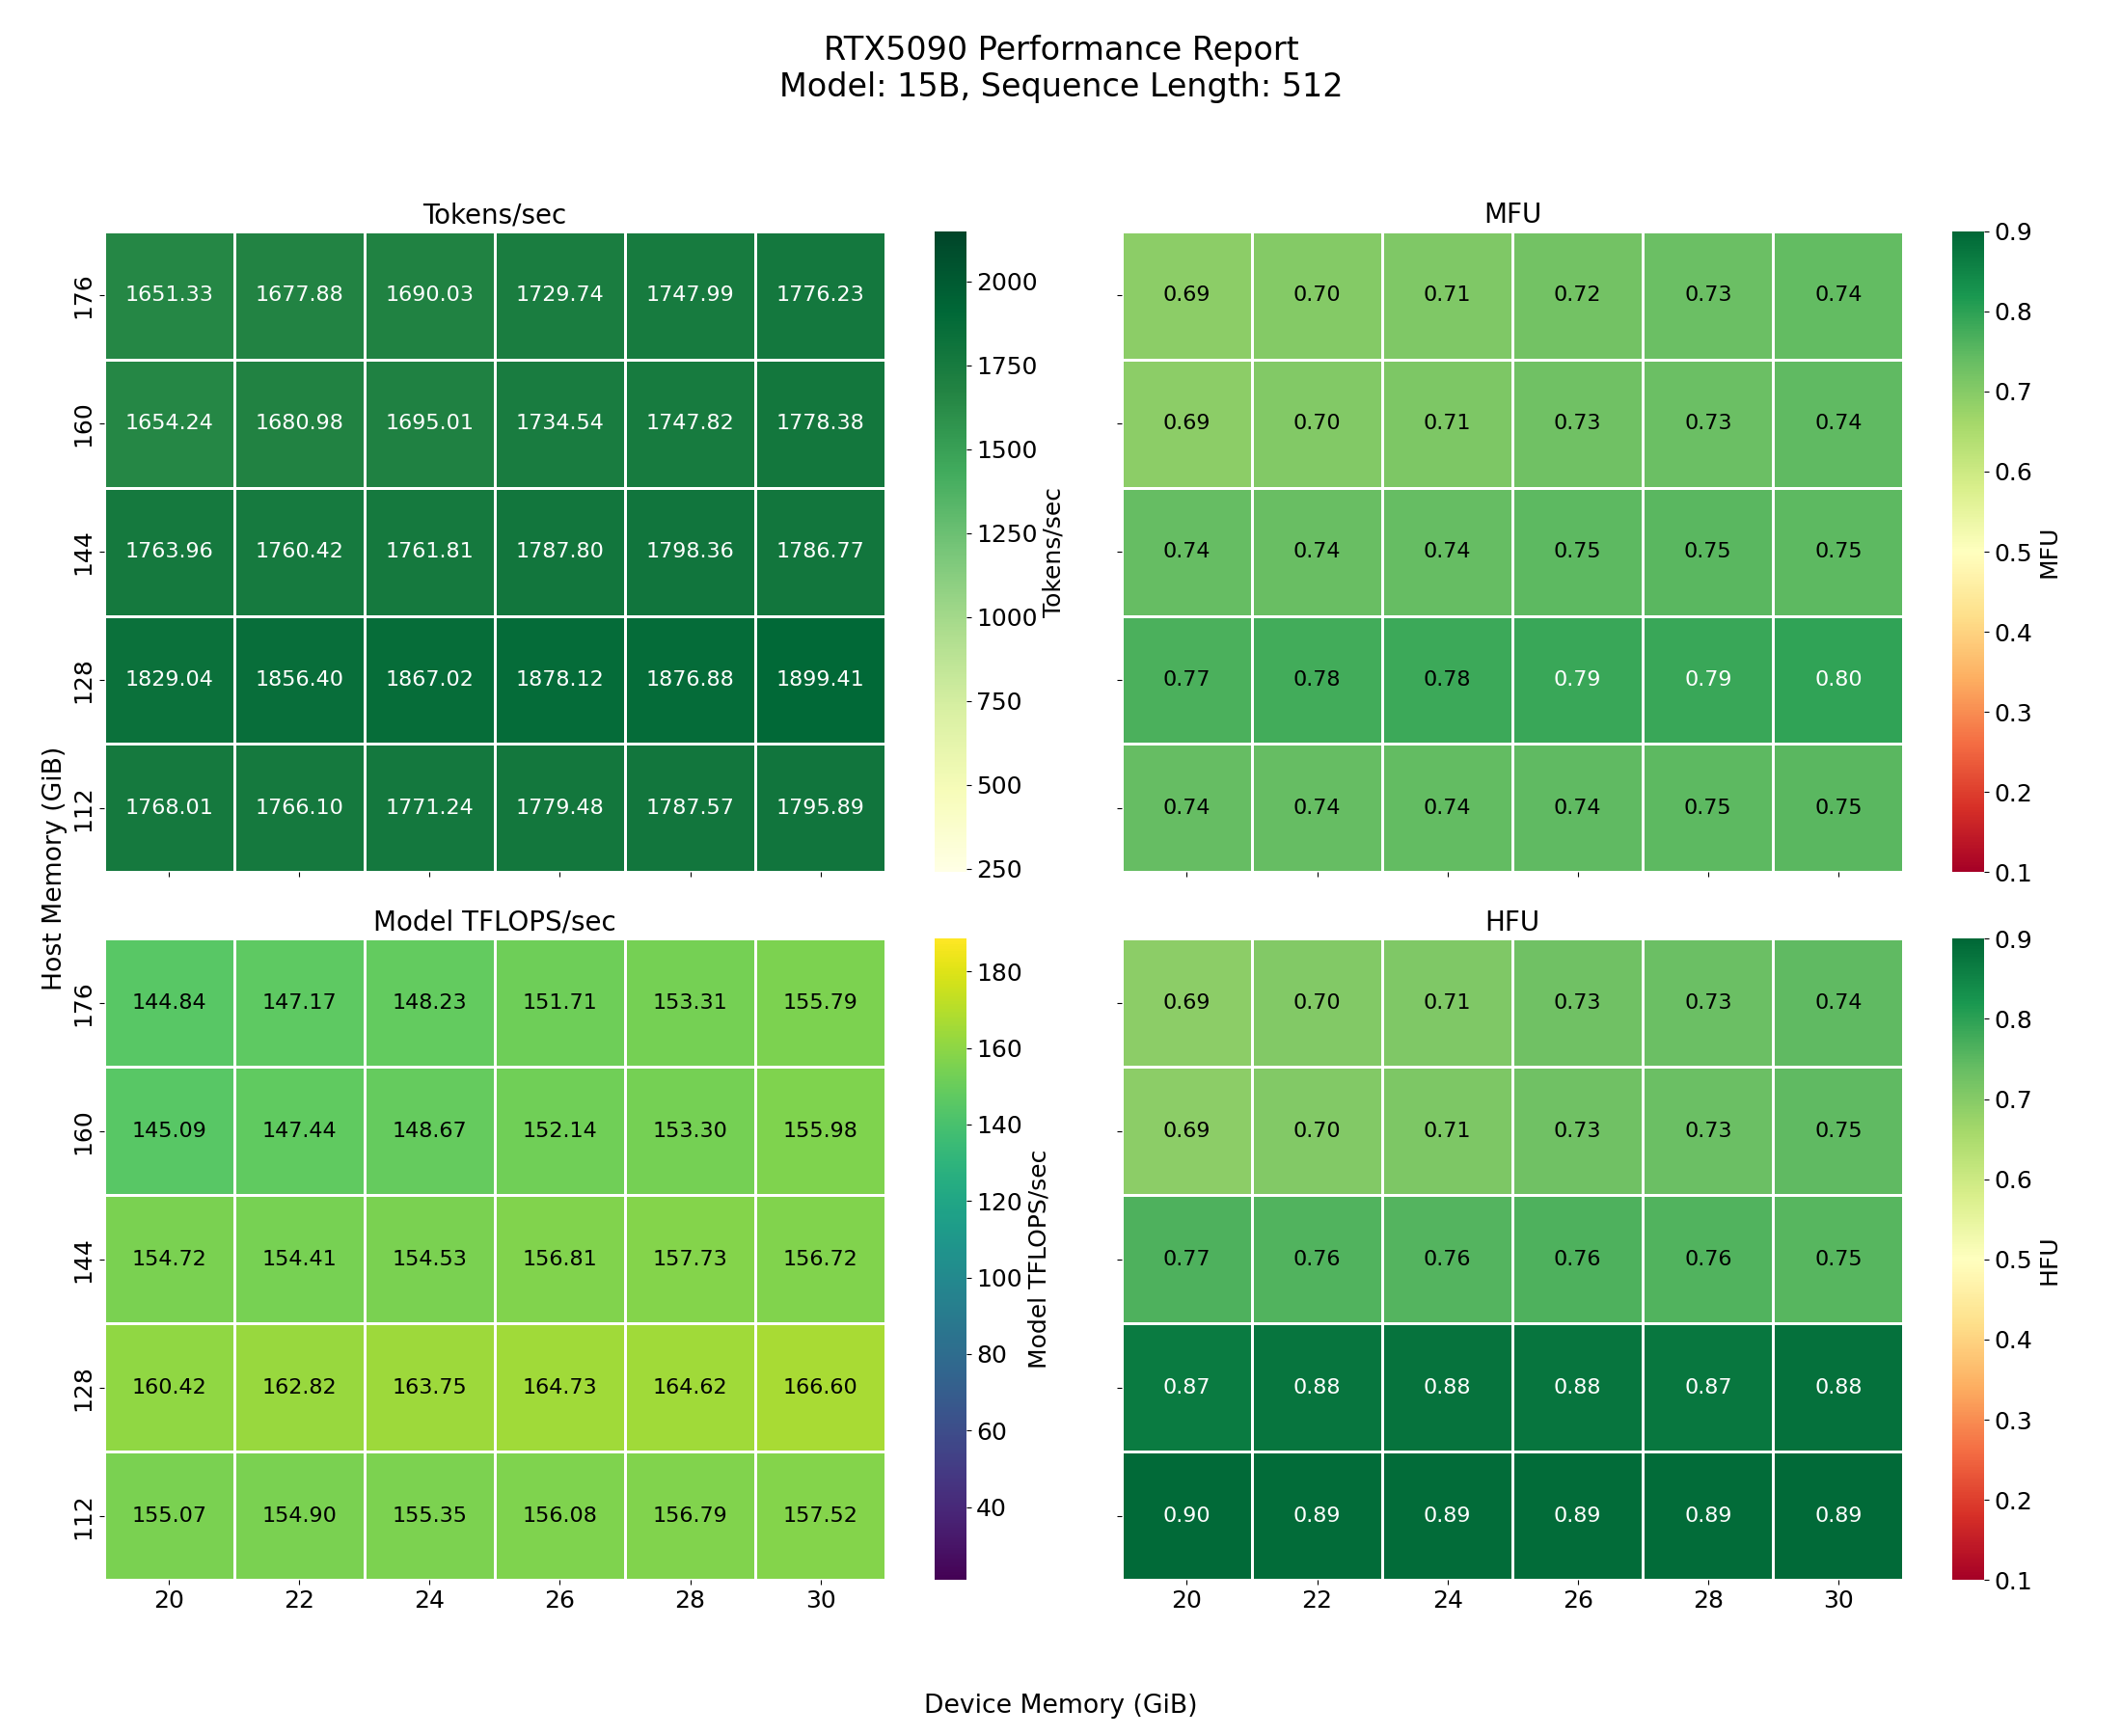 RTX5090 Performance Report
Model: 15B, Sequence Length: 512
Tokens/sec
176 1651.33 1677.88 1690.03 1729.74 1747.99 1776.23
160 1654.24 1680.98 1695.01 1734.54 1747.82 1778.38
144 1763.96 1760.42 1761.81 1787.80 1798.36 1786.77
128 1829.04 1856.40 1867.02 1878.12 1876.88 1899.41
112 1768.01 1766.10 1771.24 1779.48 1787.57 1795.89
2000
1750
1500
1250
1000
750
500
250
Tokens/sec
MFU
0.69 0.70 0.71 0.72 0.73 0.74
0.69 0.70 0.71 0.73 0.73 0.74
0.74 0.74 0.74 0.75 0.75 0.75
0.77 0.78 0.78 0.79 0.79 0.80
0.74 0.74 0.74 0.74 0.75 0.75
0.9
0.8
0.7
0.6
0.5
0.4
0.3
0.2
0.1
MFU
Host Memory (GiB)
Model TFLOPS/sec
176 144.84 147.17 148.23 151.71 153.31 155.79
160 145.09 147.44 148.67 152.14 153.30 155.98
144 154.72 154.41 154.53 156.81 157.73 156.72
128 160.42 162.82 163.75 164.73 164.62 166.60
112 155.07 154.90 155.35 156.08 156.79 157.52
20 22 24 26 28 30
180
160
140
120
100
80
60
40
Model TFLOPS/sec
HFU
0.69 0.70 0.71 0.73 0.73 0.74
0.69 0.70 0.71 0.73 0.73 0.75
0.77 0.76 0.76 0.76 0.76 0.75
0.87 0.88 0.88 0.88 0.87 0.88
0.90 0.89 0.89 0.89 0.89 0.89
20 22 24 26 28 30
0.9
0.8
0.7
0.6
0.5
0.4
0.3
0.2
0.1
HFU
Device Memory (GiB)